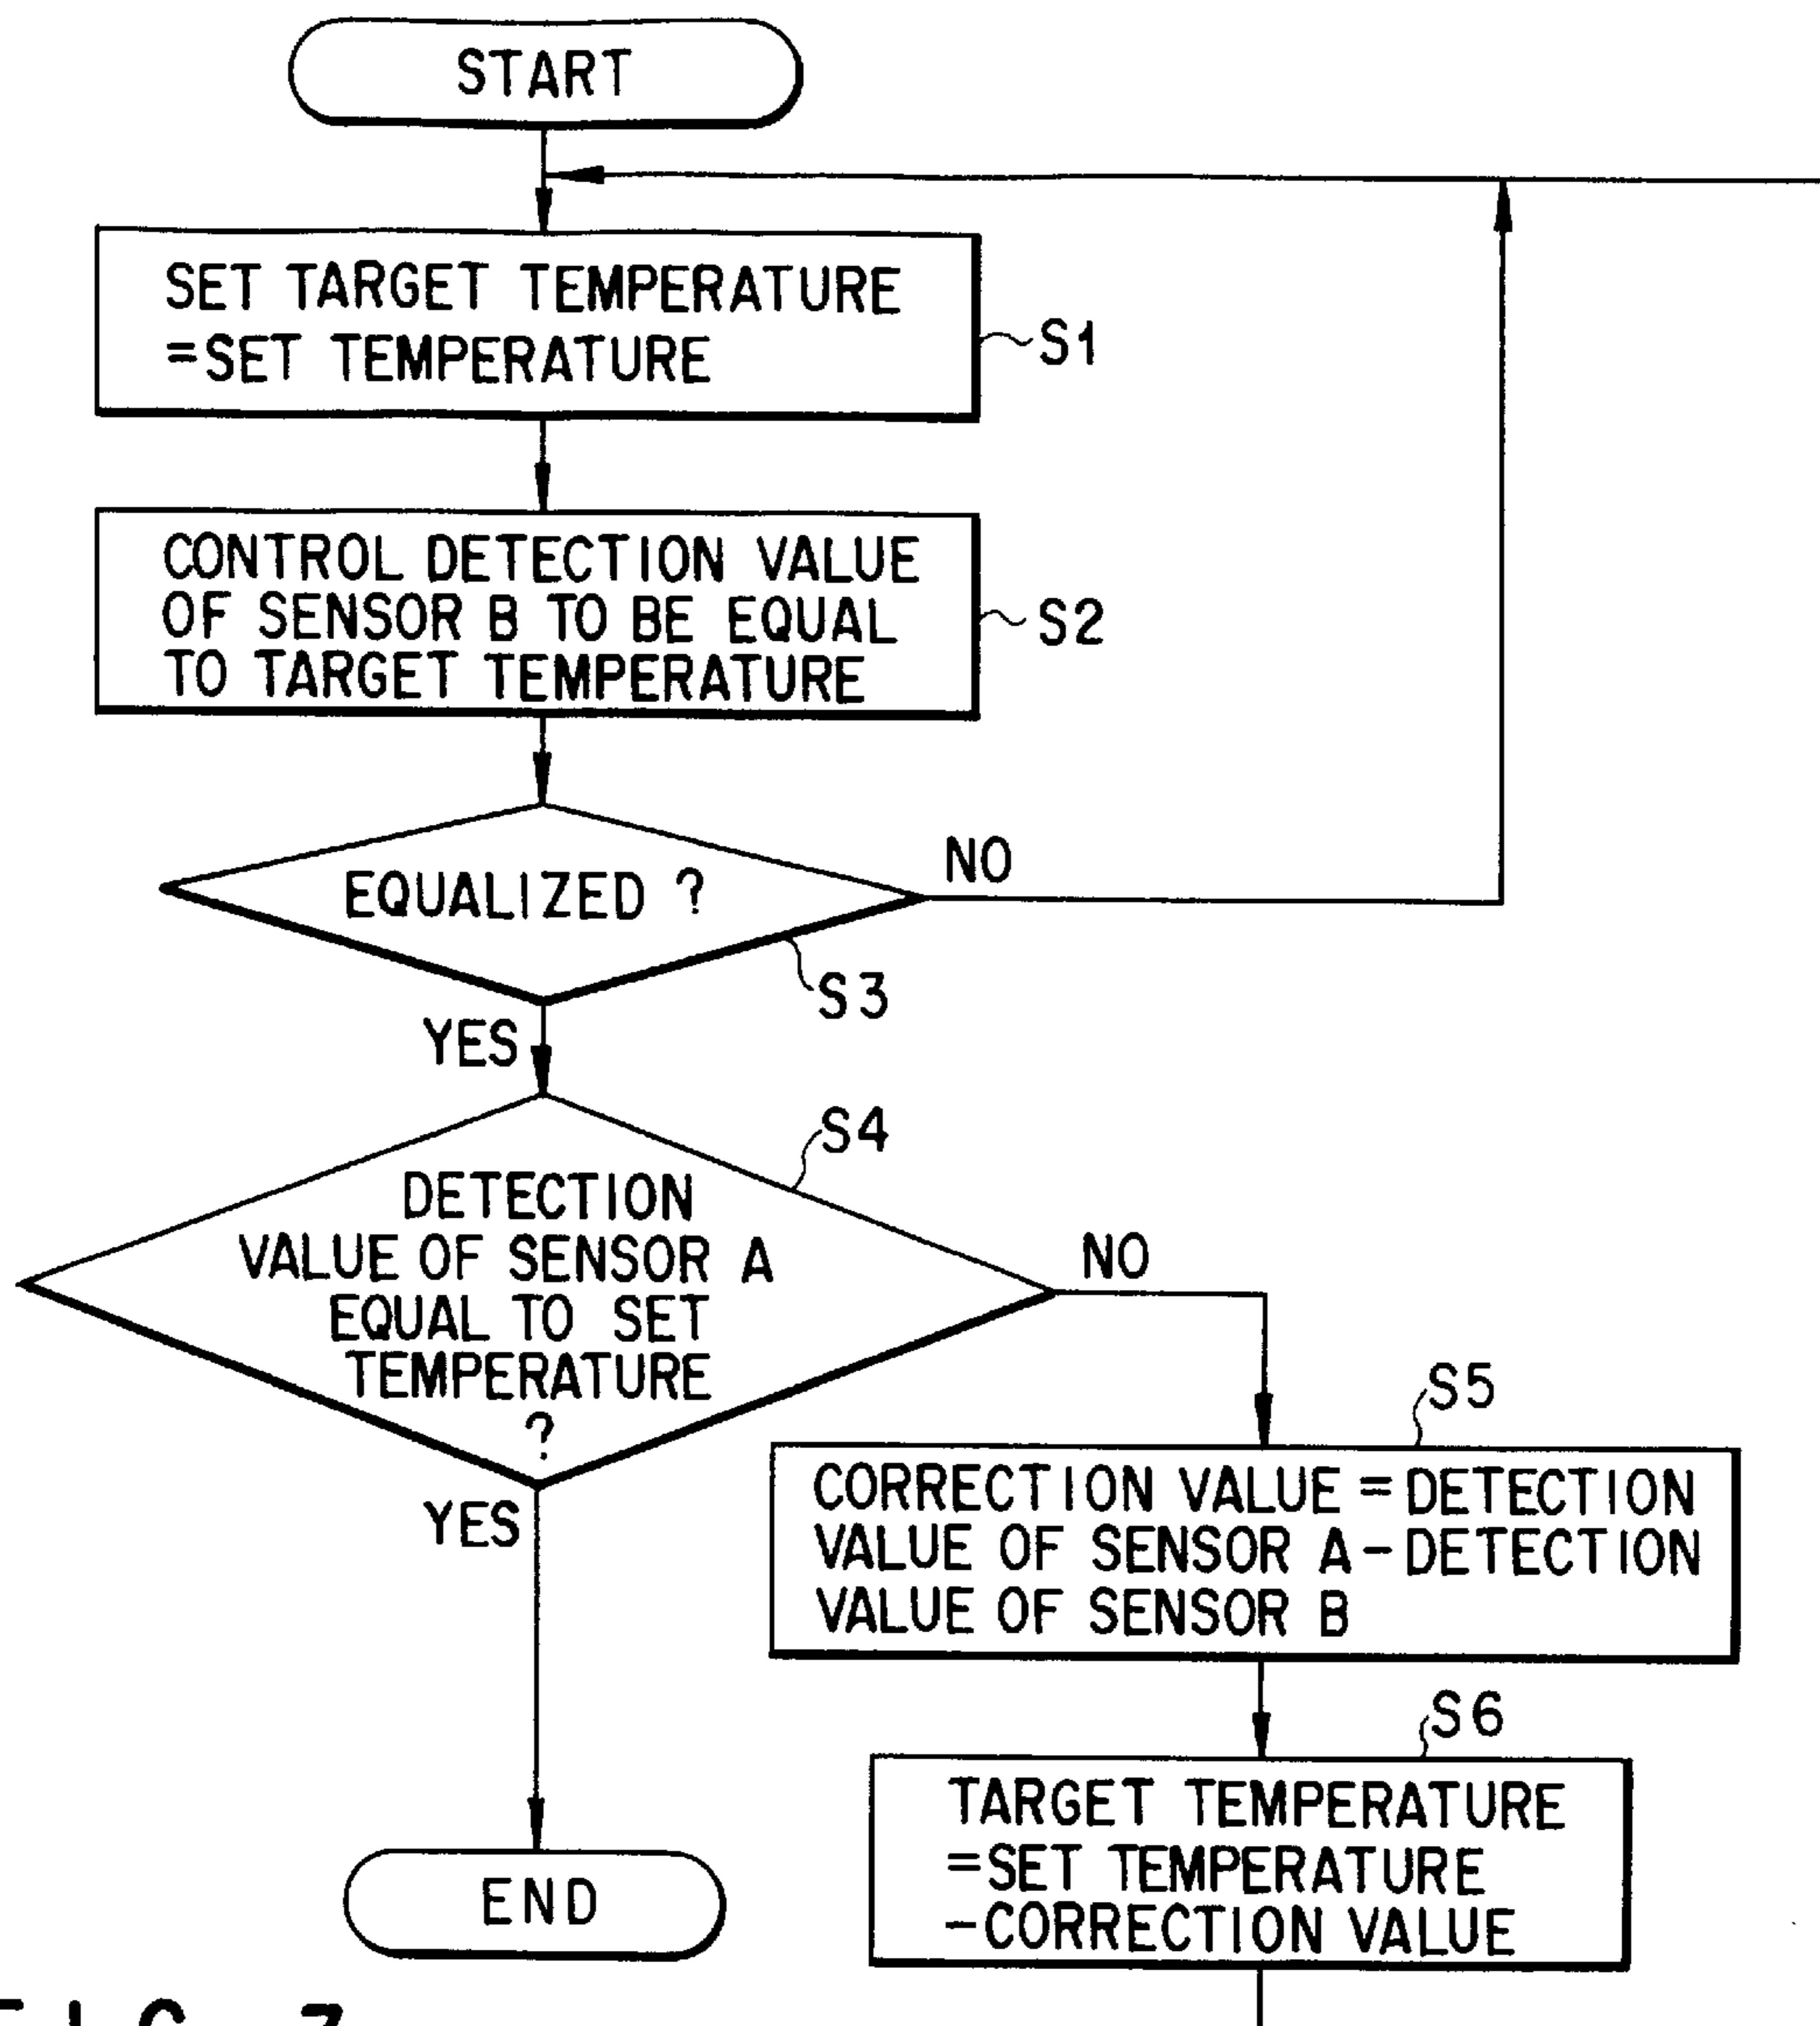 START
SET TARGET TEMPERATURE
=SET TEMPERATURE
S1
CONTROL DETECTION VALUE
OF SENSOR B TO BE EQUAL
TO TARGET TEMPERATURE
S2
EQUALIZED ?
NO
S3
YES
S4
DETECTION
VALUE OF SENSOR A
EQUAL TO SET
TEMPERATURE
?
NO
YES
S5
CORRECTION VALUE = DETECTION
VALUE OF SENSOR A - DETECTION
VALUE OF SENSOR B
S6
TARGET TEMPERATURE
=SET TEMPERATURE
-CORRECTION VALUE
END